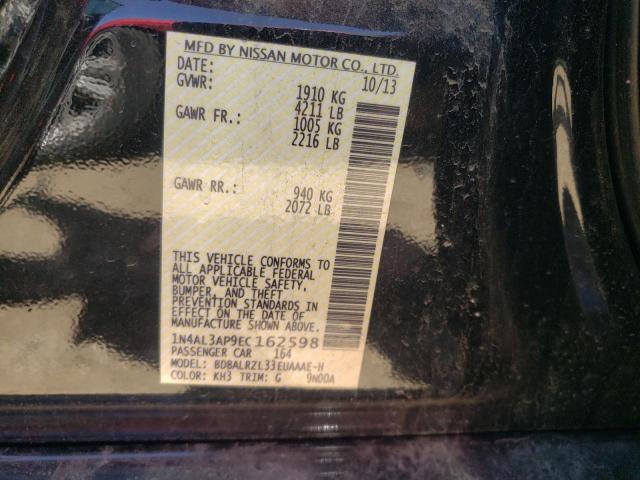 MFD BY NISSAN MOTOR CO., LTD.
DATE: 10/13
GVWR: 1910 KG
4211 LB
GAWR FR.: 1005 KG
2216 LB
GAWR RR.: 940 KG
2072 LB
THIS VEHICLE CONFORMS TO
ALL APPLICABLE FEDERAL
MOTOR VEHICLE SAFETY,
BUMPER, AND THEFT
PREVENTION STANDARDS IN
EFFECT ON THE DATE OF
MANUFACTURE SHOWN ABOVE.
1N4AL3AP9EC162598
PASSENGER CAR 164
MODEL: BDBALRZL33EUAAAE-H
COLOR: KH3 TRIM: G 9N00A